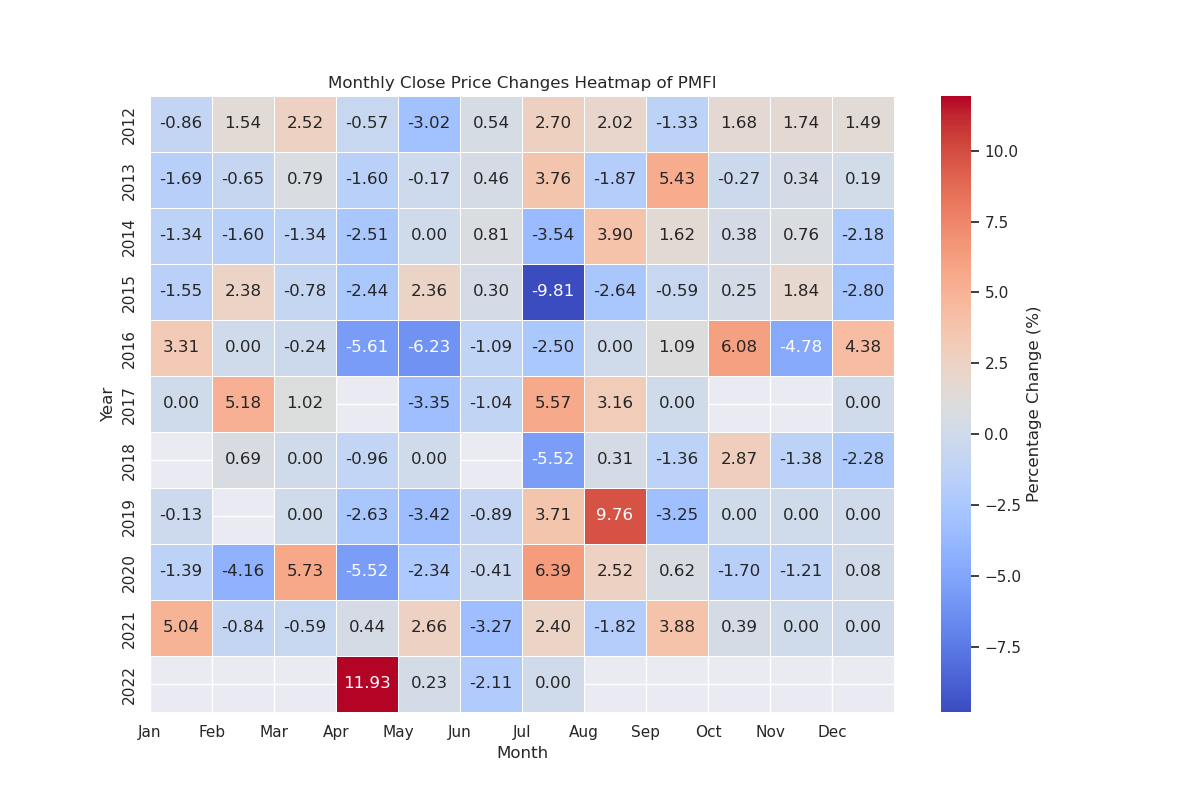 Monthly Close Price Changes Heatmap of PMFI
2012 -0.86 1.54 2.52 -0.57 -3.02 0.54 2.70 2.02 -1.33 1.68 1.74 1.49
2013 -1.69 -0.65 0.79 -1.60 -0.17 0.46 3.76 -1.87 5.43 -0.27 0.34 0.19
2014 -1.34 -1.60 -1.34 -2.51 0.00 0.81 -3.54 3.90 1.62 0.38 0.76 -2.18
2015 -1.55 2.38 -0.78 -2.44 2.36 0.30 -9.81 -2.64 -0.59 0.25 1.84 -2.80
2016 3.31 0.00 -0.24 -5.61 -6.23 -1.09 -2.50 0.00 1.09 6.08 -4.78 4.38
2017 0.00 5.18 1.02 -3.35 -1.04 5.57 3.16 0.00 0.00
2018 0.69 0.00 -0.96 0.00 -5.52 0.31 -1.36 2.87 -1.38 -2.28
2019 -0.13 0.00 -2.63 -3.42 -0.89 3.71 9.76 -3.25 0.00 0.00 0.00
2020 -1.39 -4.16 5.73 -5.52 -2.34 -0.41 6.39 2.52 0.62 -1.70 -1.21 0.08
2021 5.04 -0.84 -0.59 0.44 2.66 -3.27 2.40 -1.82 3.88 0.39 0.00 0.00
2022 11.93 0.23 -2.11 0.00
Jan Feb Mar Apr May Jun Jul Aug Sep Oct Nov Dec
Month
Year
10.0
7.5
5.0
2.5
0.0
−2.5
−5.0
−7.5
Percentage Change (%)